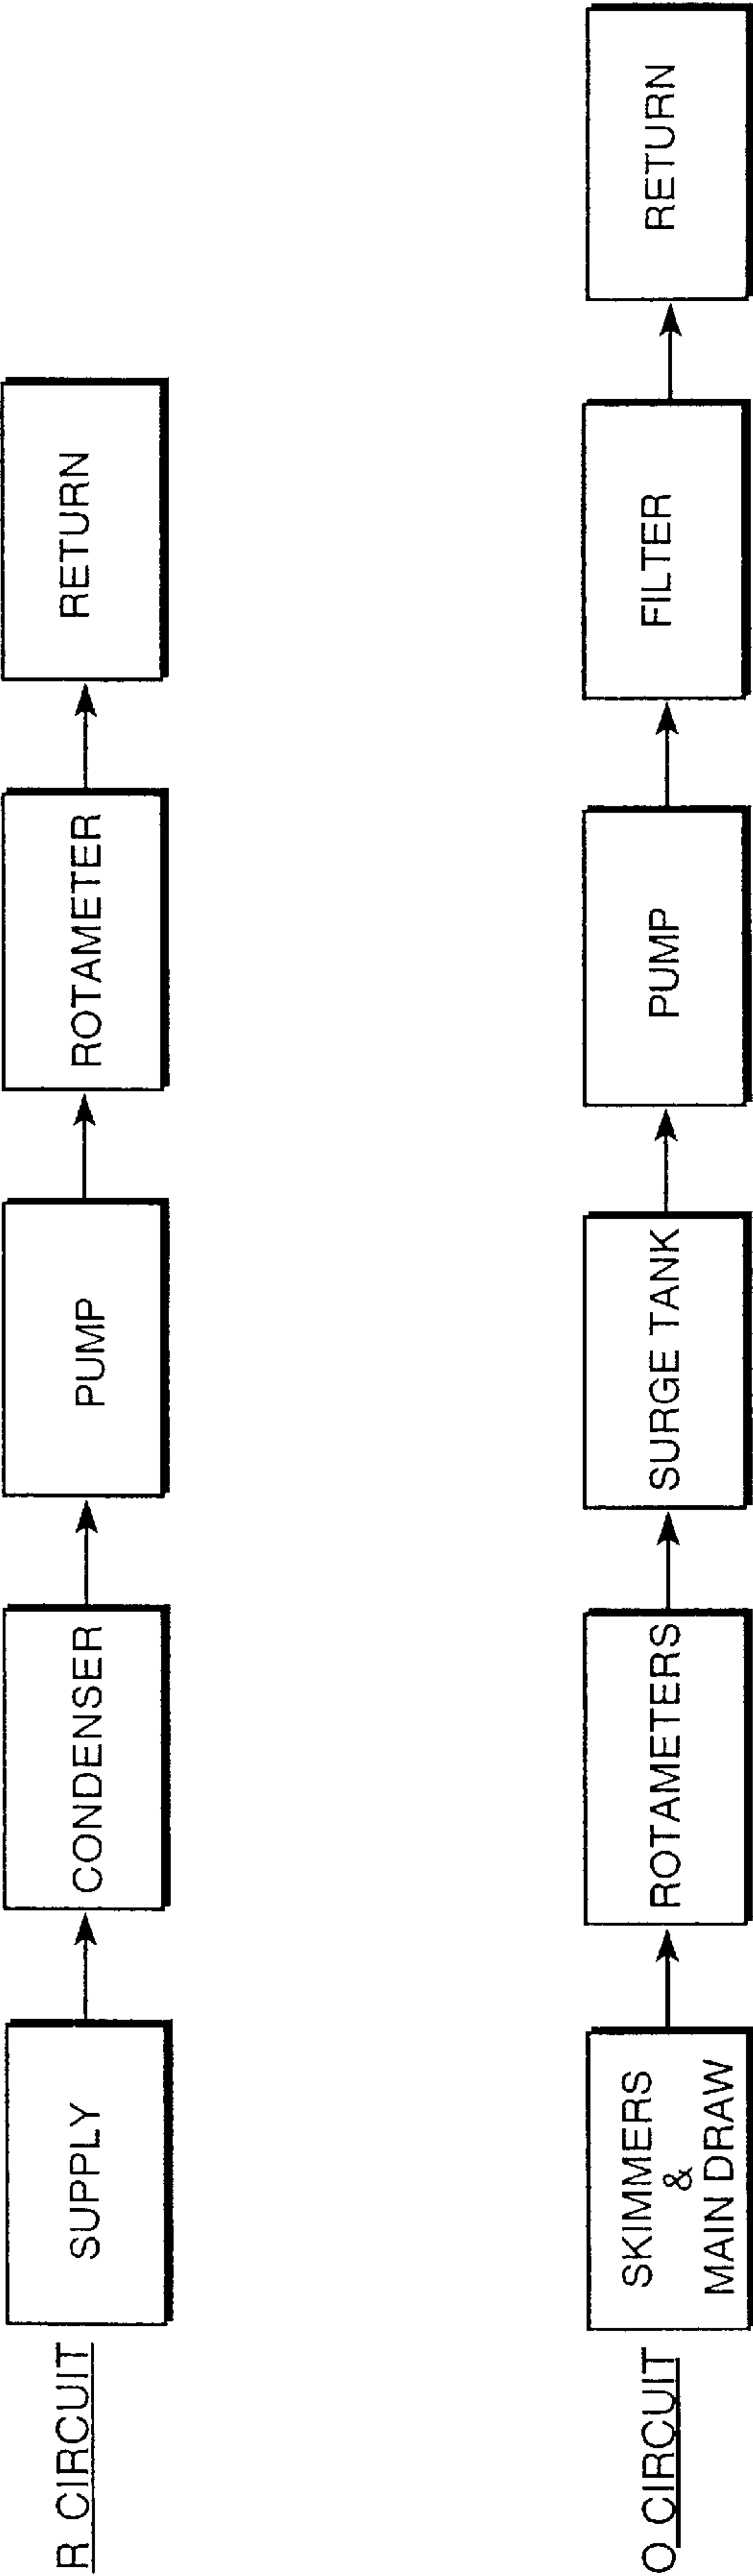 R CIRCUIT
SUPPLY
CONDENSER
PUMP
ROTAMETER
RETURN
O CIRCUIT
SKIMMERS
&
MAIN DRAW
ROTAMETERS
SURGE TANK
PUMP
FILTER
RETURN